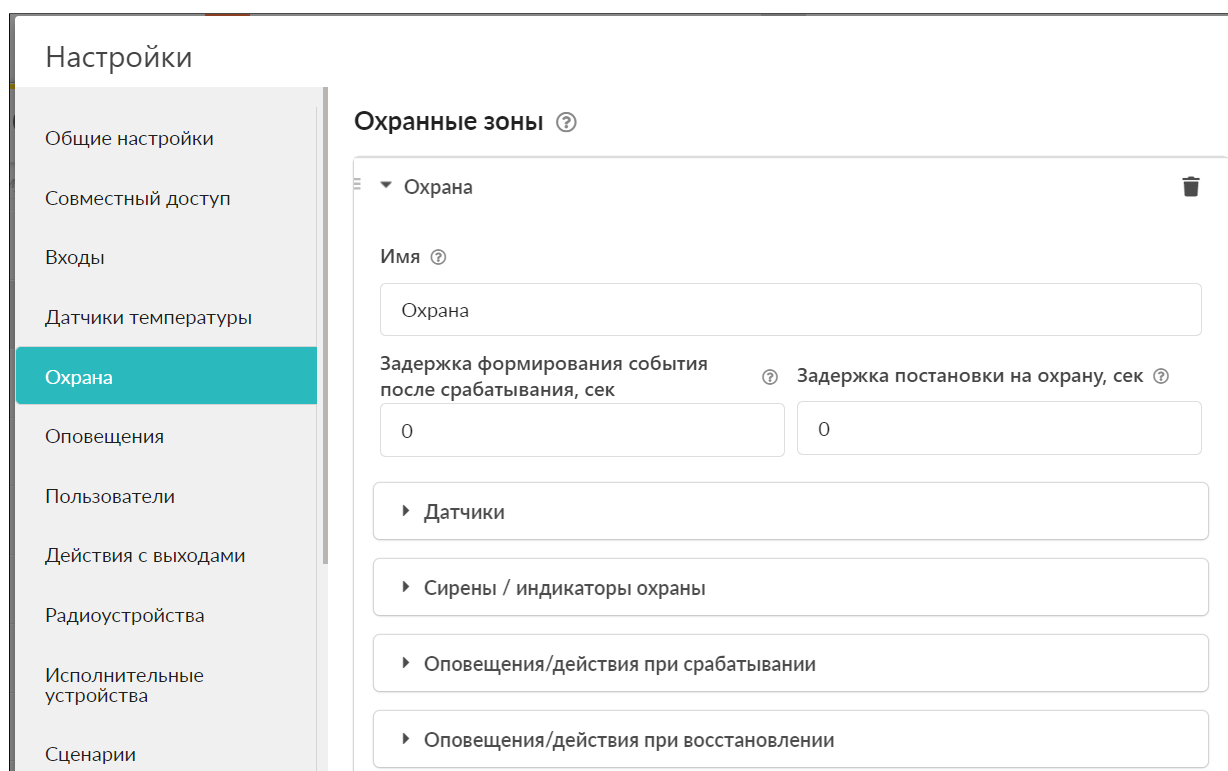 Настройки
Общие настройки
Совместный доступ
Входы
Датчики температуры
Охрана
Оповещения
Пользователи
Действия с выходами
Радиоустройства
Исполнительные
устройства
Сценарии
Охранные зоны
Охрана
Имя
Охрана
Задержка формирования события
после срабатывания, сек
0
Задержка постановки на охрану, сек
0
Датчики
Сирены / индикаторы охраны
Оповещения/действия при срабатывании
Оповещения/действия при восстановлении